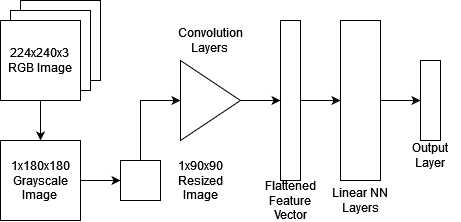 224x240x3
RGB Image
Convolution
Layers
1x180x180
Grayscale
Image
1x90x90
Resized
Image
Flattened
Feature
Vector
Linear NN
Layers
Output
Layer